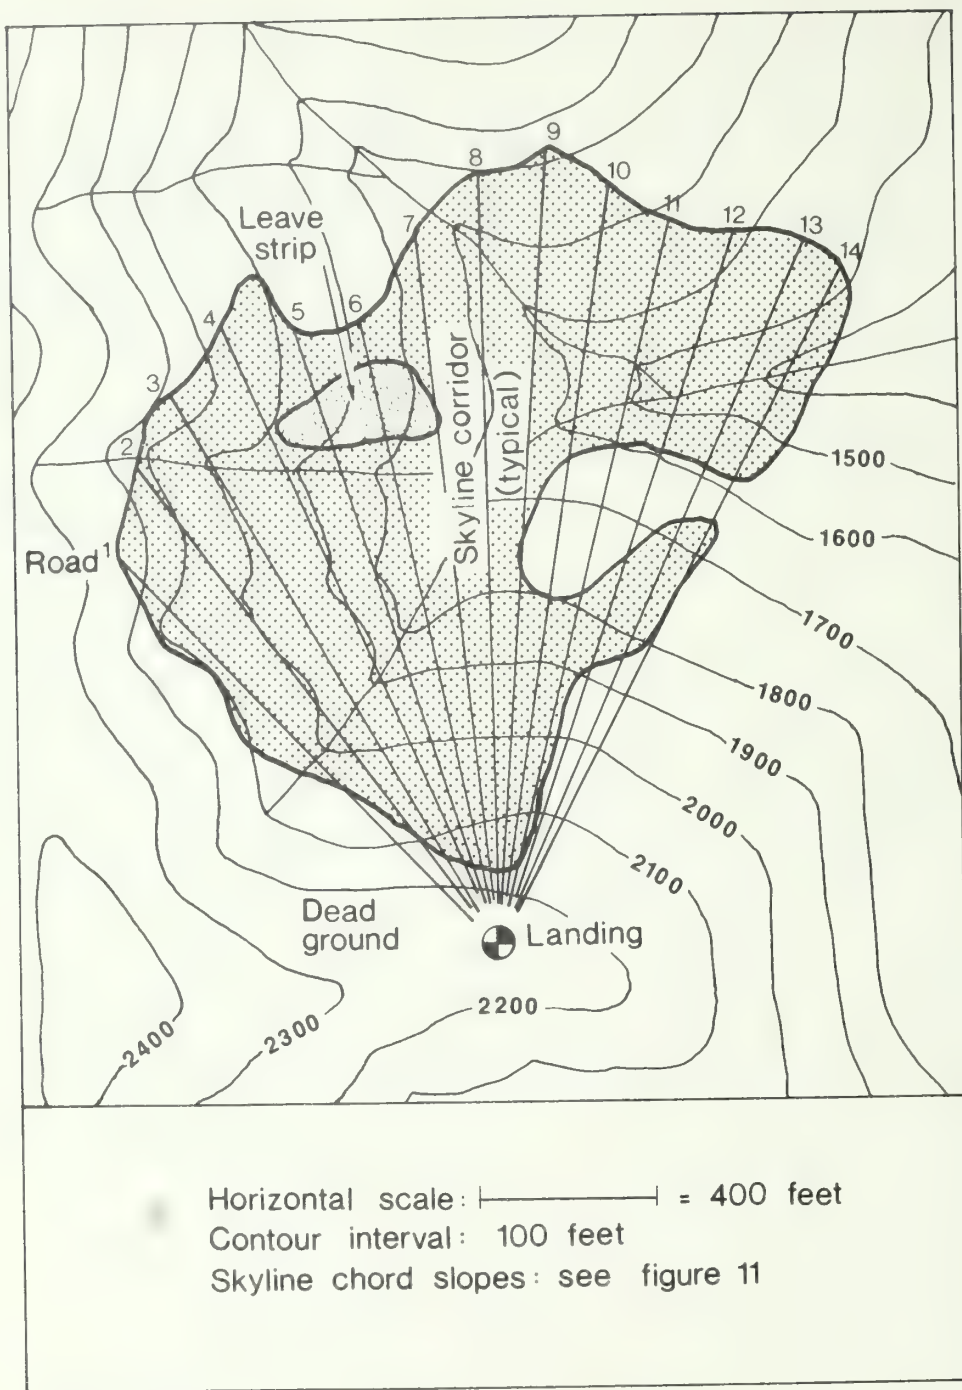 9
8
10
7
11
12
13
14
Leave
strip
4
5
6
3
2
Skyline corridor
(typical)
1500
1600
Road 1
1700
1800
1900
2000
2100
Dead
ground
Landing
2200
2300
2400
Horizontal scale: = 400 feet
Contour interval: 100 feet
Skyline chord slopes: see figure 11